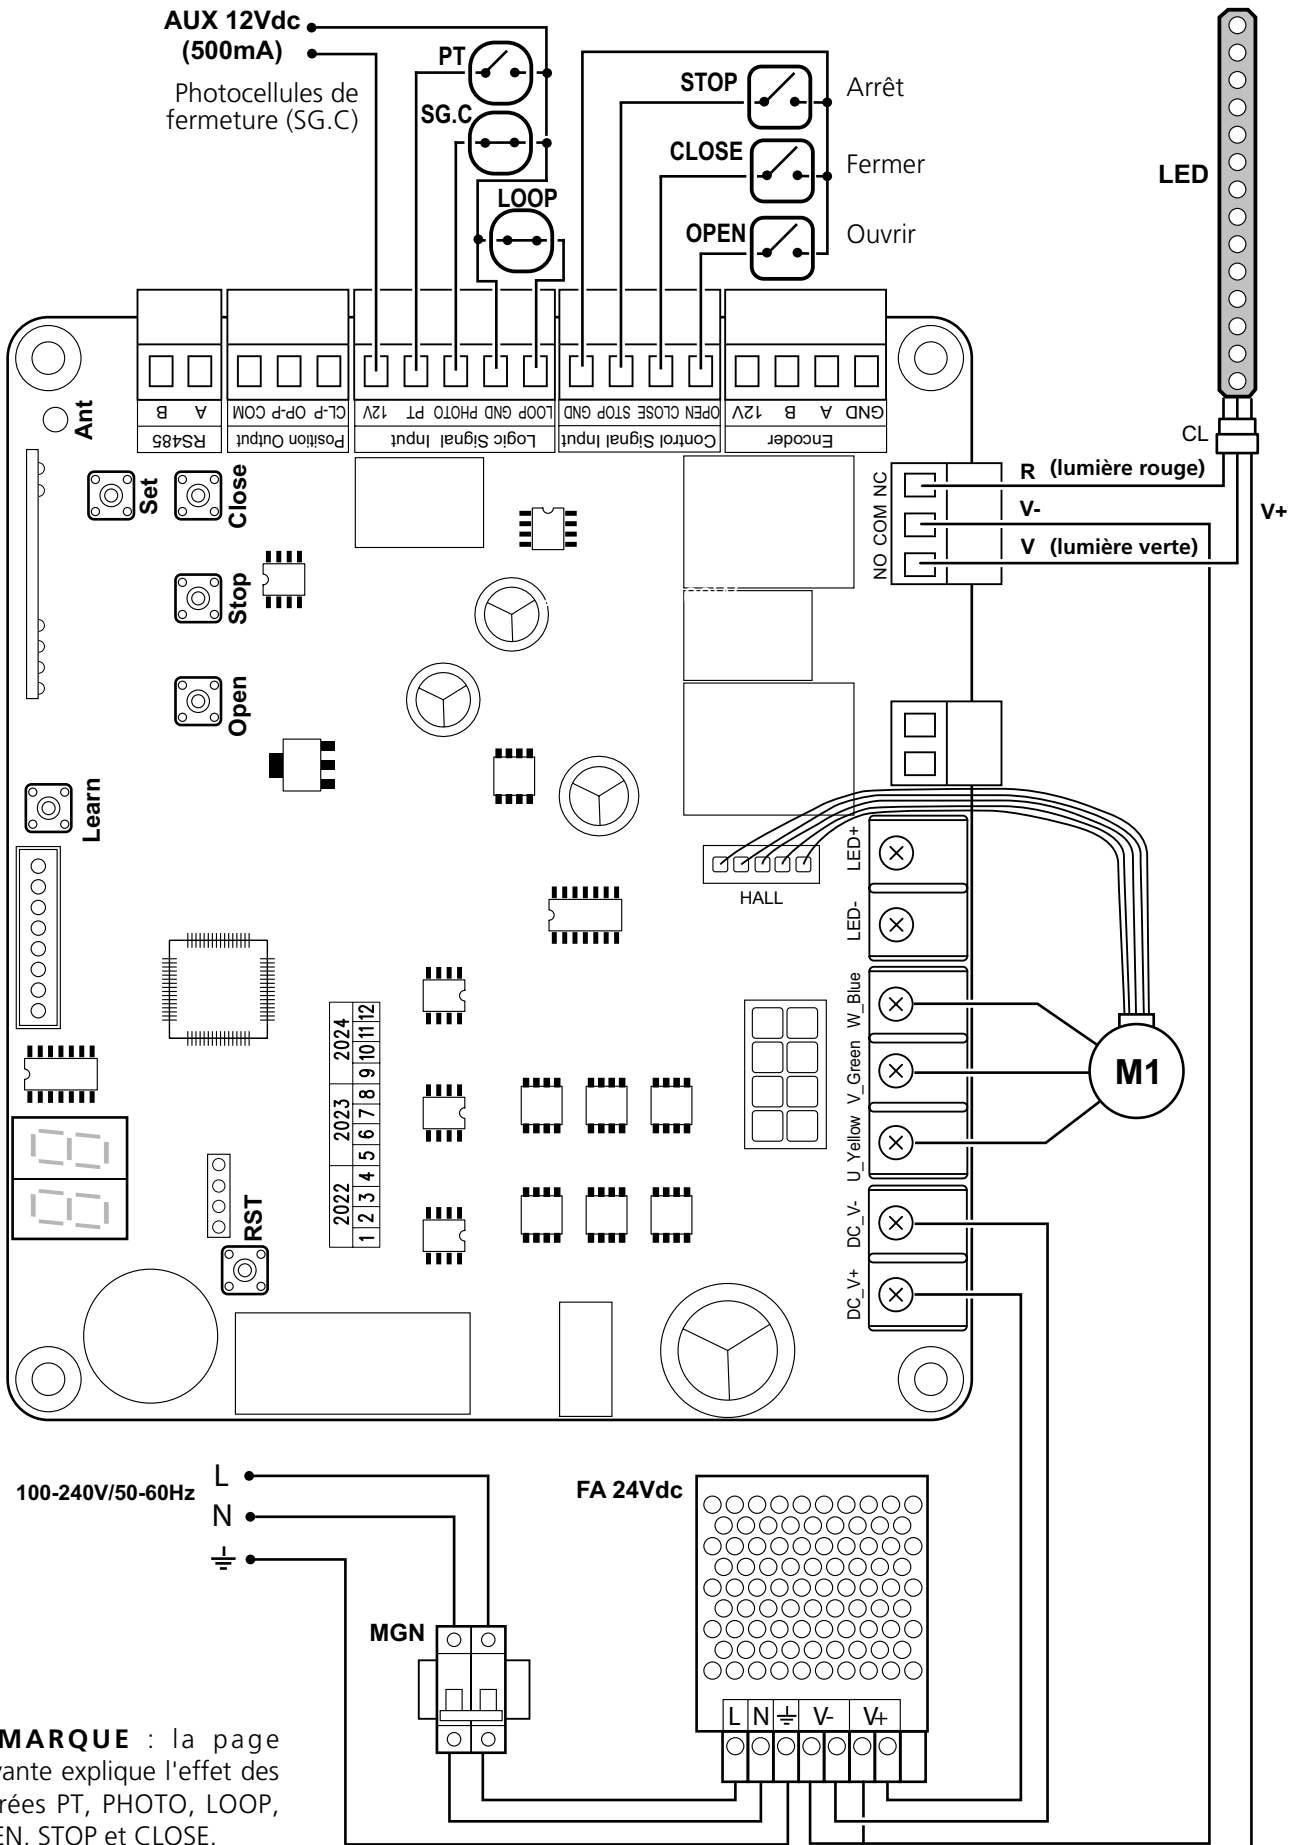 AUX 12Vdc
(500mA)
Photocellules de
fermeture (SG.C)
PT
SG.C
LOOP
STOP
Arrêt
CLOSE
Fermer
OPEN
Ouvrir
LED
B
A
RS485
COM
OP-P
CL-P
Position Output
12V
PT
PHOTO
GND
LOOP
Logic Signal Input
GND
STOP
CLOSE
OPEN
Control Signal Input
12V
B
A
GND
Encoder
Ant
Set
Close
Stop
Open
Learn
NO COM NC
CL
R (lumière rouge)
V-
V (lumière verte)
V+
HALL
LED+
LED-
W_Blue
V_Green
U_Yellow
DC_V-
DC_V+
M1
2022
2023
2024
1 2 3 4 5 6 7 8 9 10 11 12
RST
100-240V/50-60Hz
L
N
MGN
FA 24Vdc
L N V- V+
MARQUE : la page
vante explique l'effet des
rées PT, PHOTO, LOOP,
EN, STOP et CLOSE.